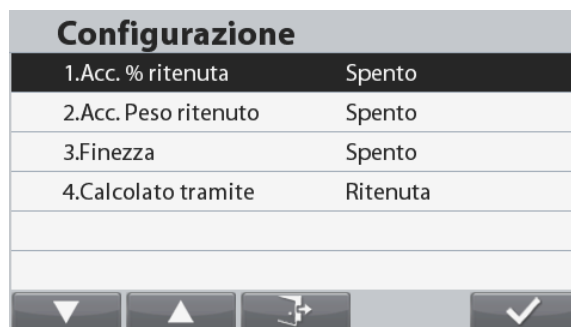 Configurazione
1.Acc. % ritenuta Spento
2.Acc. Peso ritenuto Spento
3.Finezza Spento
4.Calcolato tramite Ritenuta